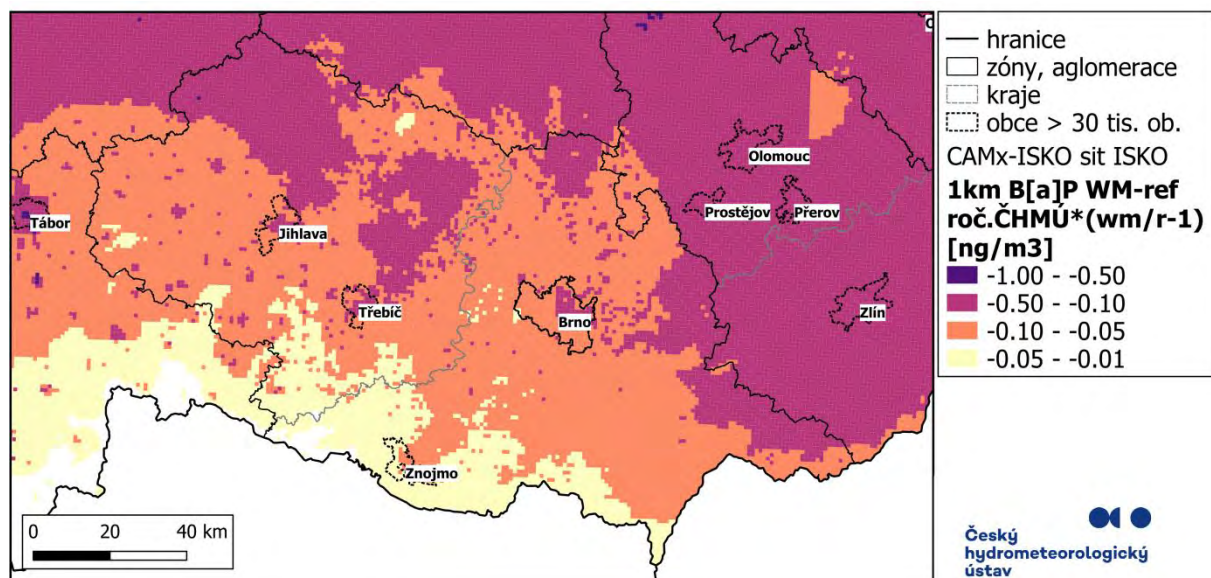 Olomouc
Prostějov
Přerov
Tábor
Jihlava
Třebíč
Brno
Zlín
Znojmo
0 20 40 km
hranice
zóny, aglomerace
kraje
obce > 30 tis. ob.
CAMx-ISKO sit ISKO
1km B[a]P WM-ref
roč.ČHMÚ*(wm/r-1)
[ng/m3]
-1.00 - -0.50
-0.50 - -0.10
-0.10 - -0.05
-0.05 - -0.01
Český
hydrometeorologický
ústav